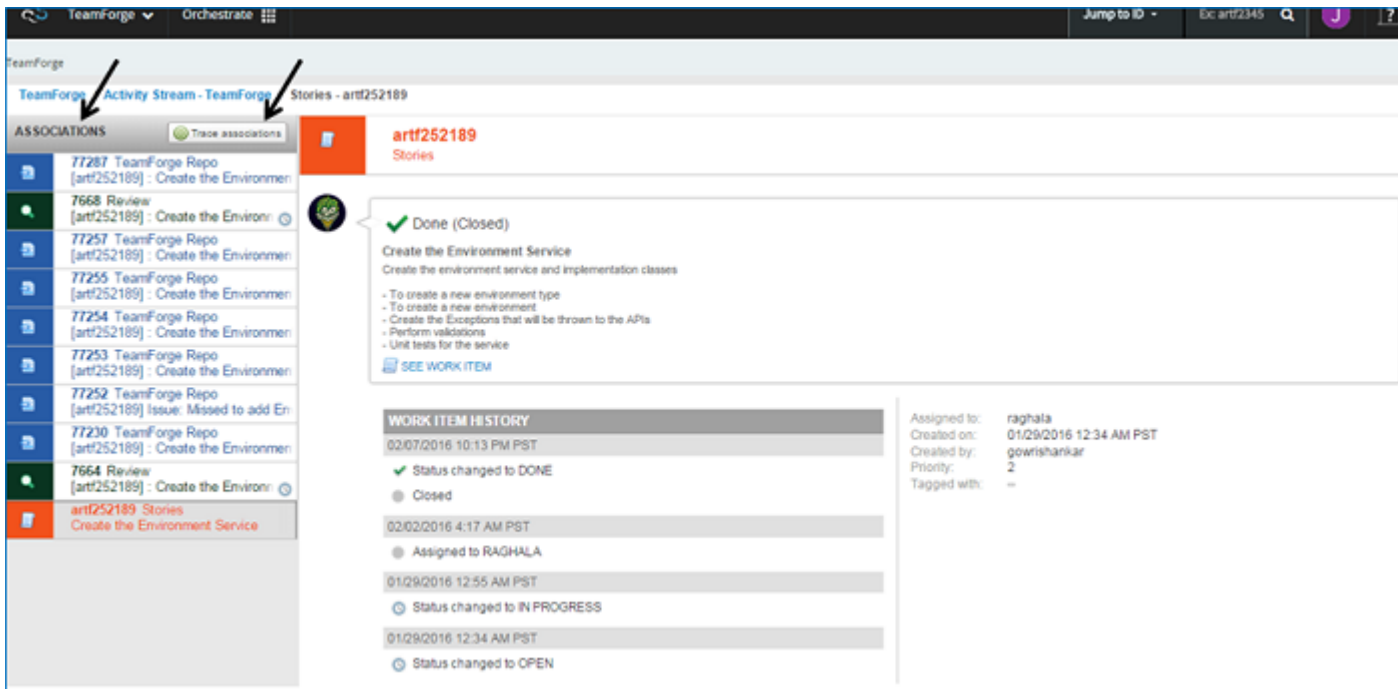 TeamForge Orchestrate Jump to ID Ex: artf2345 J ?
TeamForge
TeamForge Activity Stream - TeamForge Stories - artf252189
ASSOCIATIONS Trace associations
77287 TeamForge Repo
[artf252189] : Create the Environmen
7668 Review
[artf252189] : Create the Environ
77257 TeamForge Repo
[artf252189] : Create the Environmen
77255 TeamForge Repo
[artf252189] : Create the Environmen
77254 TeamForge Repo
[artf252189] : Create the Environmen
77253 TeamForge Repo
[artf252189] : Create the Environmen
77252 TeamForge Repo
[artf252189] Issue: Missed to add En
77230 TeamForge Repo
[artf252189] : Create the Environmen
7664 Review
[artf252189] : Create the Environ
artf252189 Stories
Create the Environment Service
artf252189
Stories
Done (Closed)
Create the Environment Service
Create the environment service and implementation classes
- To create a new environment type
- To create a new environment
- Create the Exceptions that will be thrown to the APIs
- Perform validations
- Unit tests for the service
SEE WORK ITEM
WORK ITEM HISTORY
02/07/2016 10:13 PM PST
Status changed to DONE
Closed
02/02/2016 4:17 AM PST
Assigned to RAGHALA
01/29/2016 12:55 AM PST
Status changed to IN PROGRESS
01/29/2016 12:34 AM PST
Status changed to OPEN
Assigned to: raghala
Created on: 01/29/2016 12:34 AM PST
Created by: gowrishankar
Priority: 2
Tagged with: --